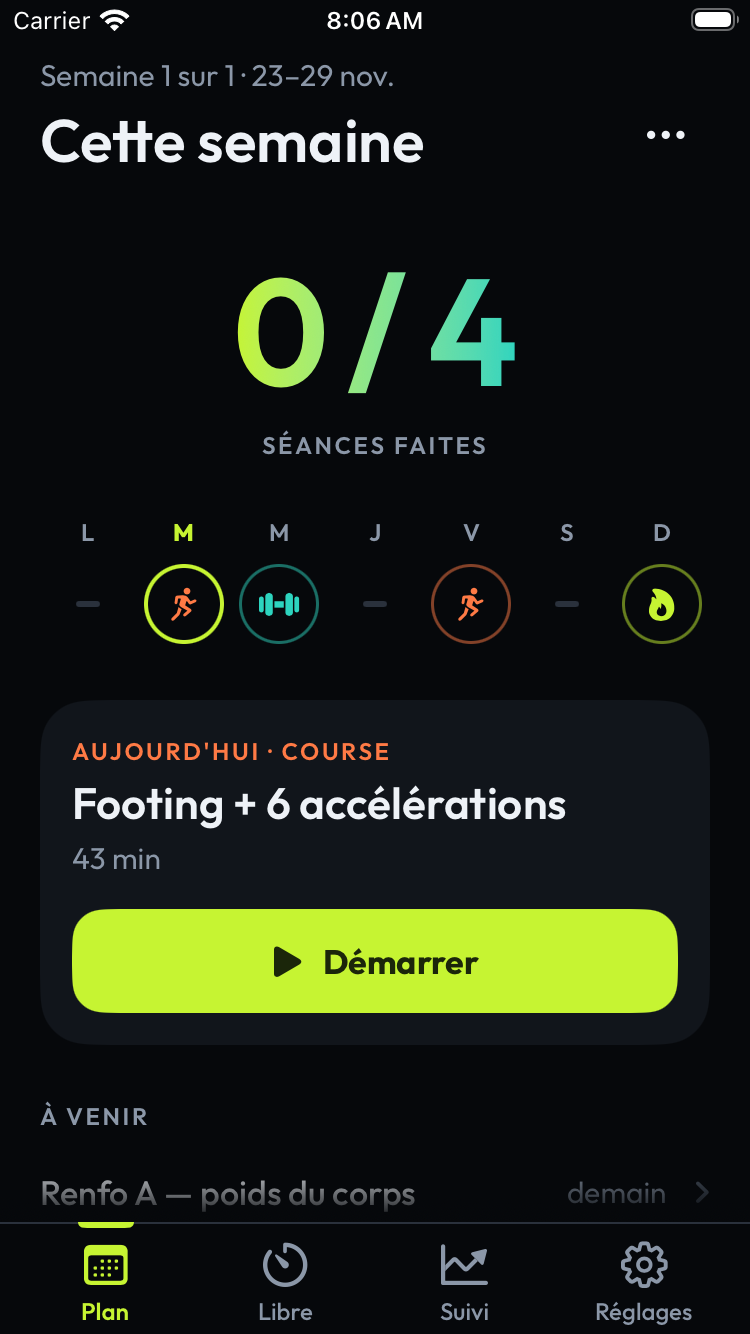 Carrier 8:06 AM
Semaine 1 sur 1 · 23–29 nov.
Cette semaine
0/4
SÉANCES FAITES
L M M J V S D
AUJOURD'HUI · COURSE
Footing + 6 accélérations
43 min
Démarrer
À VENIR
Renfo A — poids du corps demain
Plan Libre Suivi Réglages